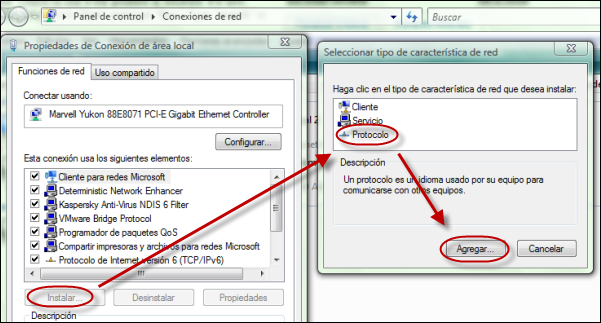 Panel de control ▸ Conexiones de red
Buscar
Propiedades de Conexión de área local
Funciones de red
Uso compartido
Conectar usando:
Marvell Yukon 88E8071 PCI-E Gigabit Ethernet Controller
Configurar...
Esta conexión usa los siguientes elementos:
Cliente para redes Microsoft
Deterministic Network Enhancer
Kaspersky Anti-Virus NDIS 6 Filter
VMware Bridge Protocol
Programador de paquetes QoS
Compartir impresoras y archivos para redes Microsoft
Protocolo de Internet versión 6 (TCP/IPv6)
Instalar...
Desinstalar
Propiedades
Descripción
Seleccionar tipo de característica de red
Haga clic en el tipo de característica de red que desea instalar:
Cliente
Servicio
Protocolo
Descripción
Un protocolo es un idioma usado por su equipo para
comunicarse con otros equipos.
Agregar...
Cancelar